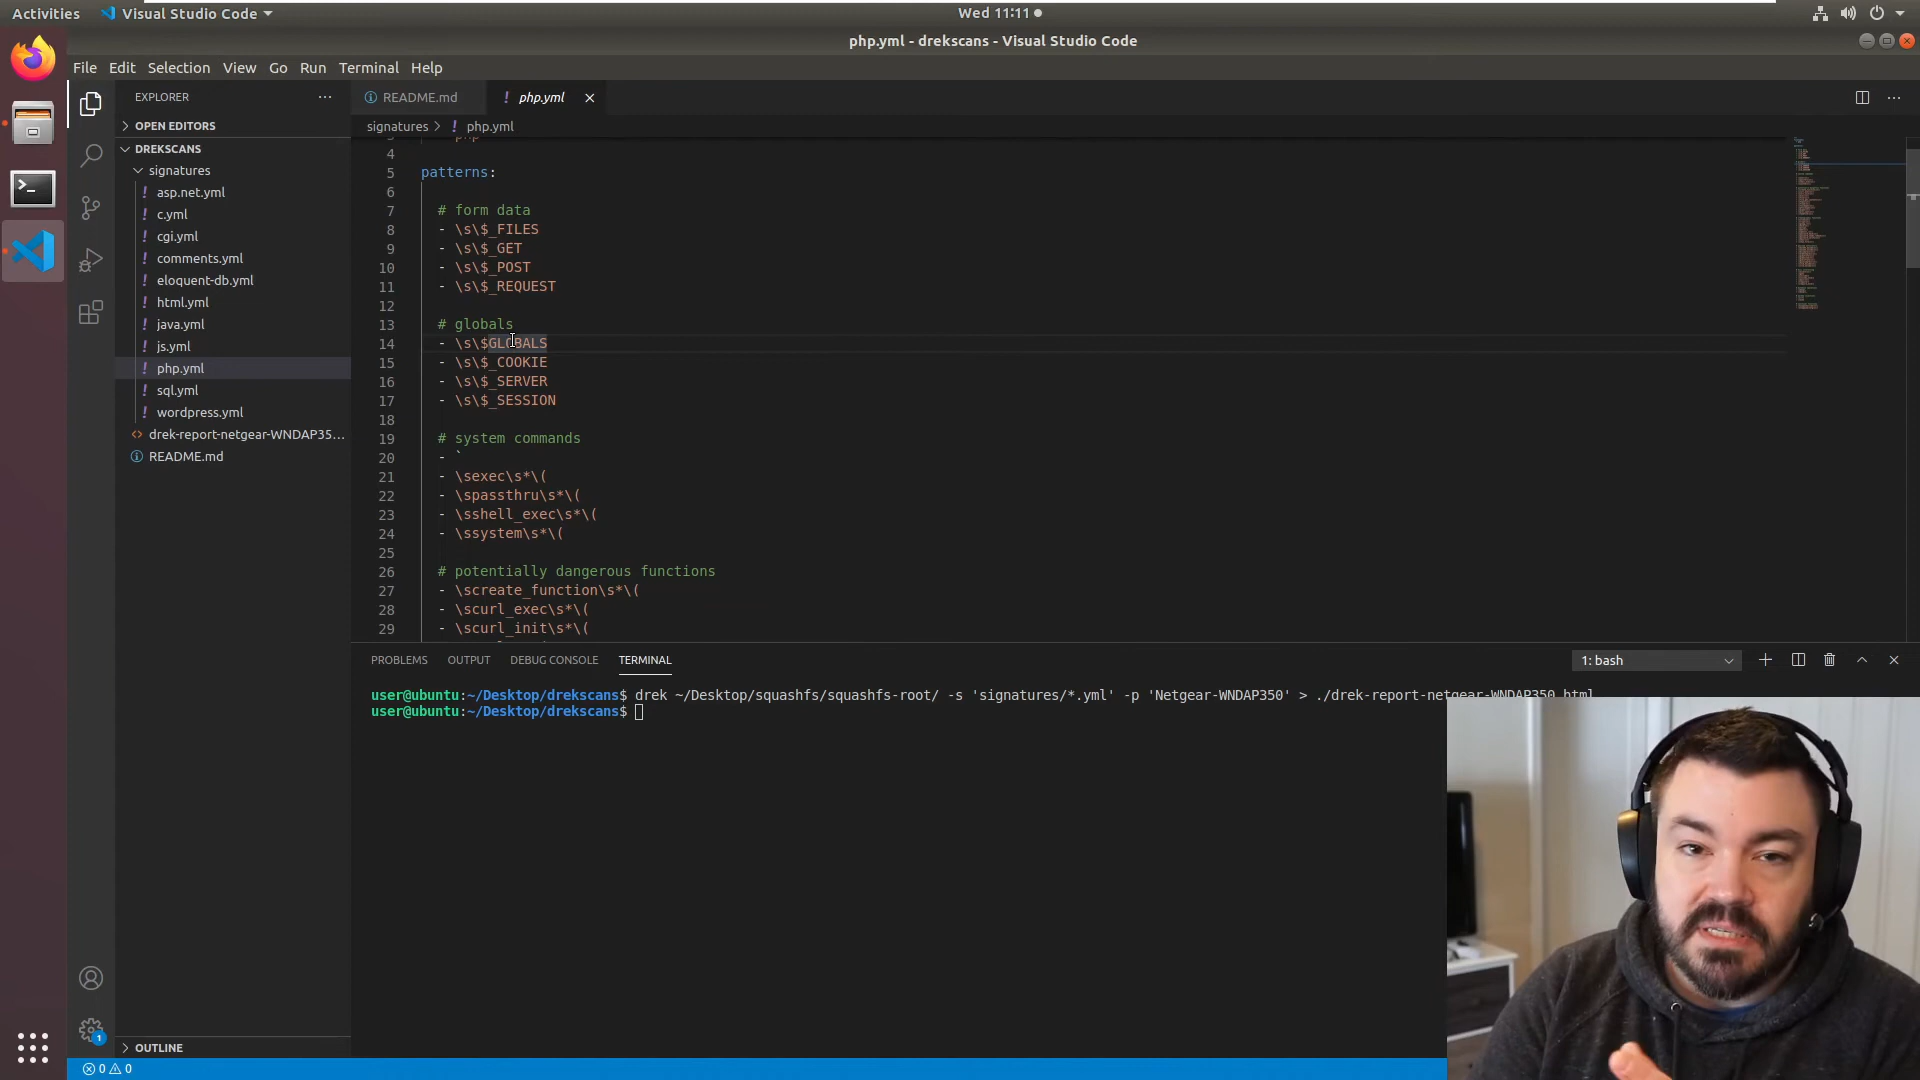 Activities
Visual Studio Code
Wed 11:11
php.yml - drekscans - Visual Studio Code
File Edit Selection View Go Run Terminal Help
EXPLORER
OPEN EDITORS
DREKSCANS
signatures
! asp.net.yml
! c.yml
! cgi.yml
! comments.yml
! eloquent-db.yml
! html.yml
! java.yml
! js.yml
! php.yml
! sql.yml
! wordpress.yml
<> drek-report-netgear-WNDAP35...
README.md
OUTLINE
README.md
! php.yml
signatures > ! php.yml
4
5 patterns:
6
7 # form data
8 - \s\$_FILES
9 - \s\$_GET
10 - \s\$_POST
11 - \s\$_REQUEST
12
13 # globals
14 - \s\$GLOBALS
15 - \s\$_COOKIE
16 - \s\$_SERVER
17 - \s\$_SESSION
18
19 # system commands
20 - `
21 - \sexec\s*\(
22 - \spassthru\s*\(
23 - \sshell_exec\s*\(
24 - \ssystem\s*\(
25
26 # potentially dangerous functions
27 - \screate_function\s*\(
28 - \scurl_exec\s*\(
29 - \scurl_init\s*\(
PROBLEMS OUTPUT DEBUG CONSOLE TERMINAL
1: bash
user@ubuntu:~/Desktop/drekscans$ drek ~/Desktop/squashfs/squashfs-root/ -s 'signatures/*.yml' -p 'Netgear-WNDAP350' > ./drek-report-netgear-WNDAP350.html
user@ubuntu:~/Desktop/drekscans$
1
0 0